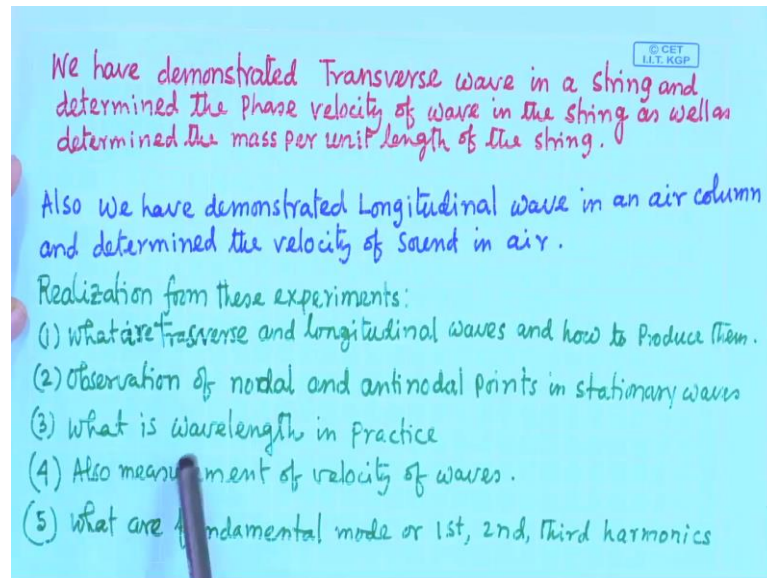 © CET
I.I.T. KGP
We have demonstrated Transverse wave in a string and
determined the Phase velocity of wave in the string as well as
determined the mass per unit length of the string.
Also we have demonstrated Longitudinal wave in an air column
and determined the velocity of sound in air.
Realization from these experiments:
(1) What are Trasverse and longitudinal waves and how to Produce them.
(2) Observation of nodal and antinodal points in stationary waves
(3) What is wavelength in Practice
(4) Also measurement of velocity of waves.
(5) What are fundamental mode or 1st, 2nd, Third harmonics